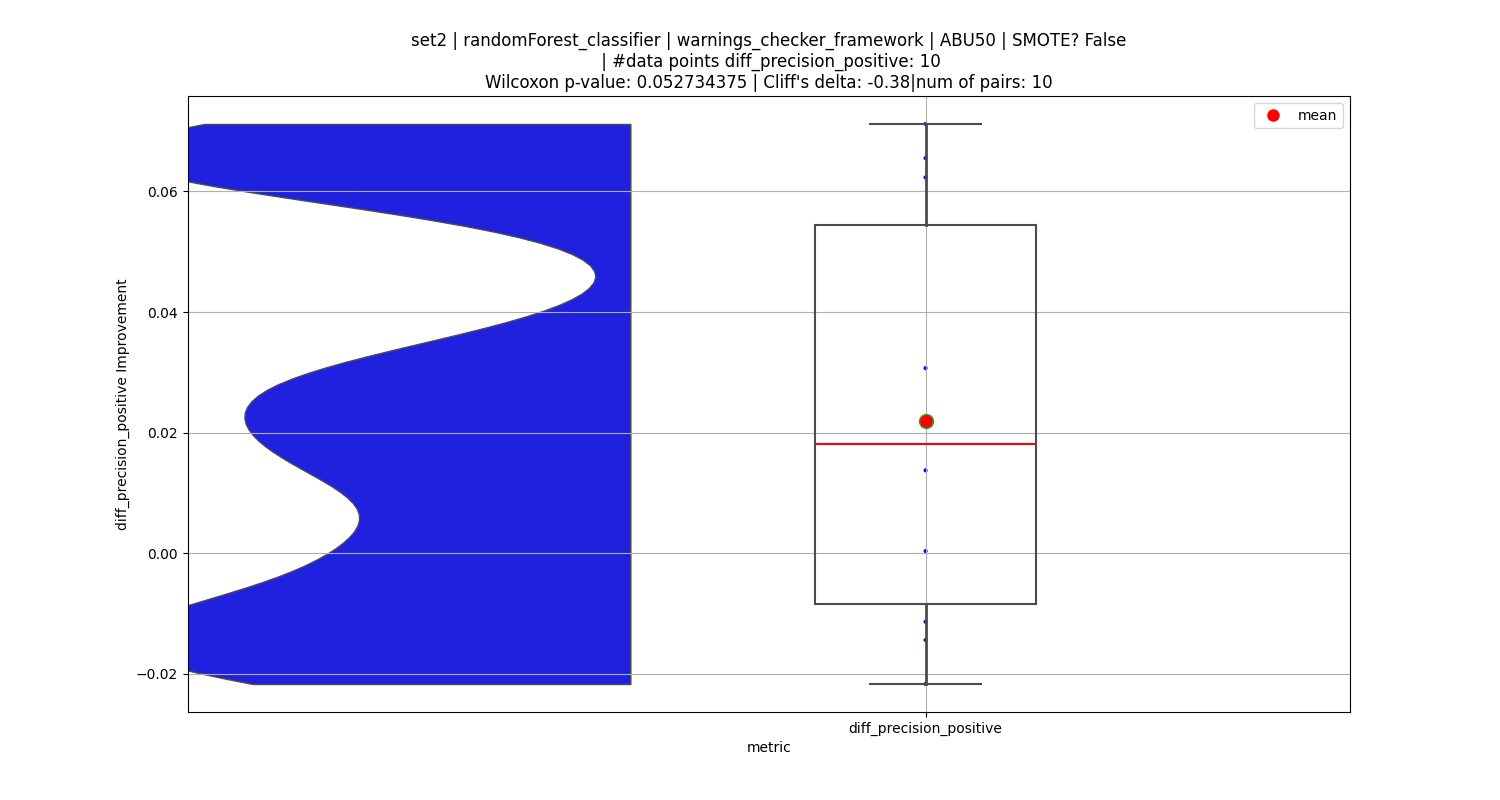 set2 | randomForest_classifier | warnings_checker_framework | ABU50 | SMOTE? False
| #data points diff_precision_positive: 10
Wilcoxon p-value: 0.052734375 | Cliff's delta: -0.38|num of pairs: 10
mean
0.06
0.04
0.02
0.00
−0.02
diff_precision_positive Improvement
diff_precision_positive
metric